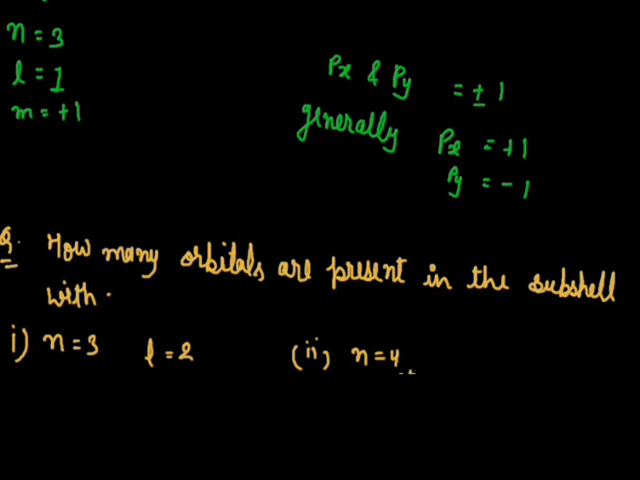 n = 3
l = 1
m = +1
Px & Py = ± 1
generally Px = +1
Py = - 1
Q. How many orbitals are present in the subshell
with.
i) n = 3 l = 2 (ii) n = 4